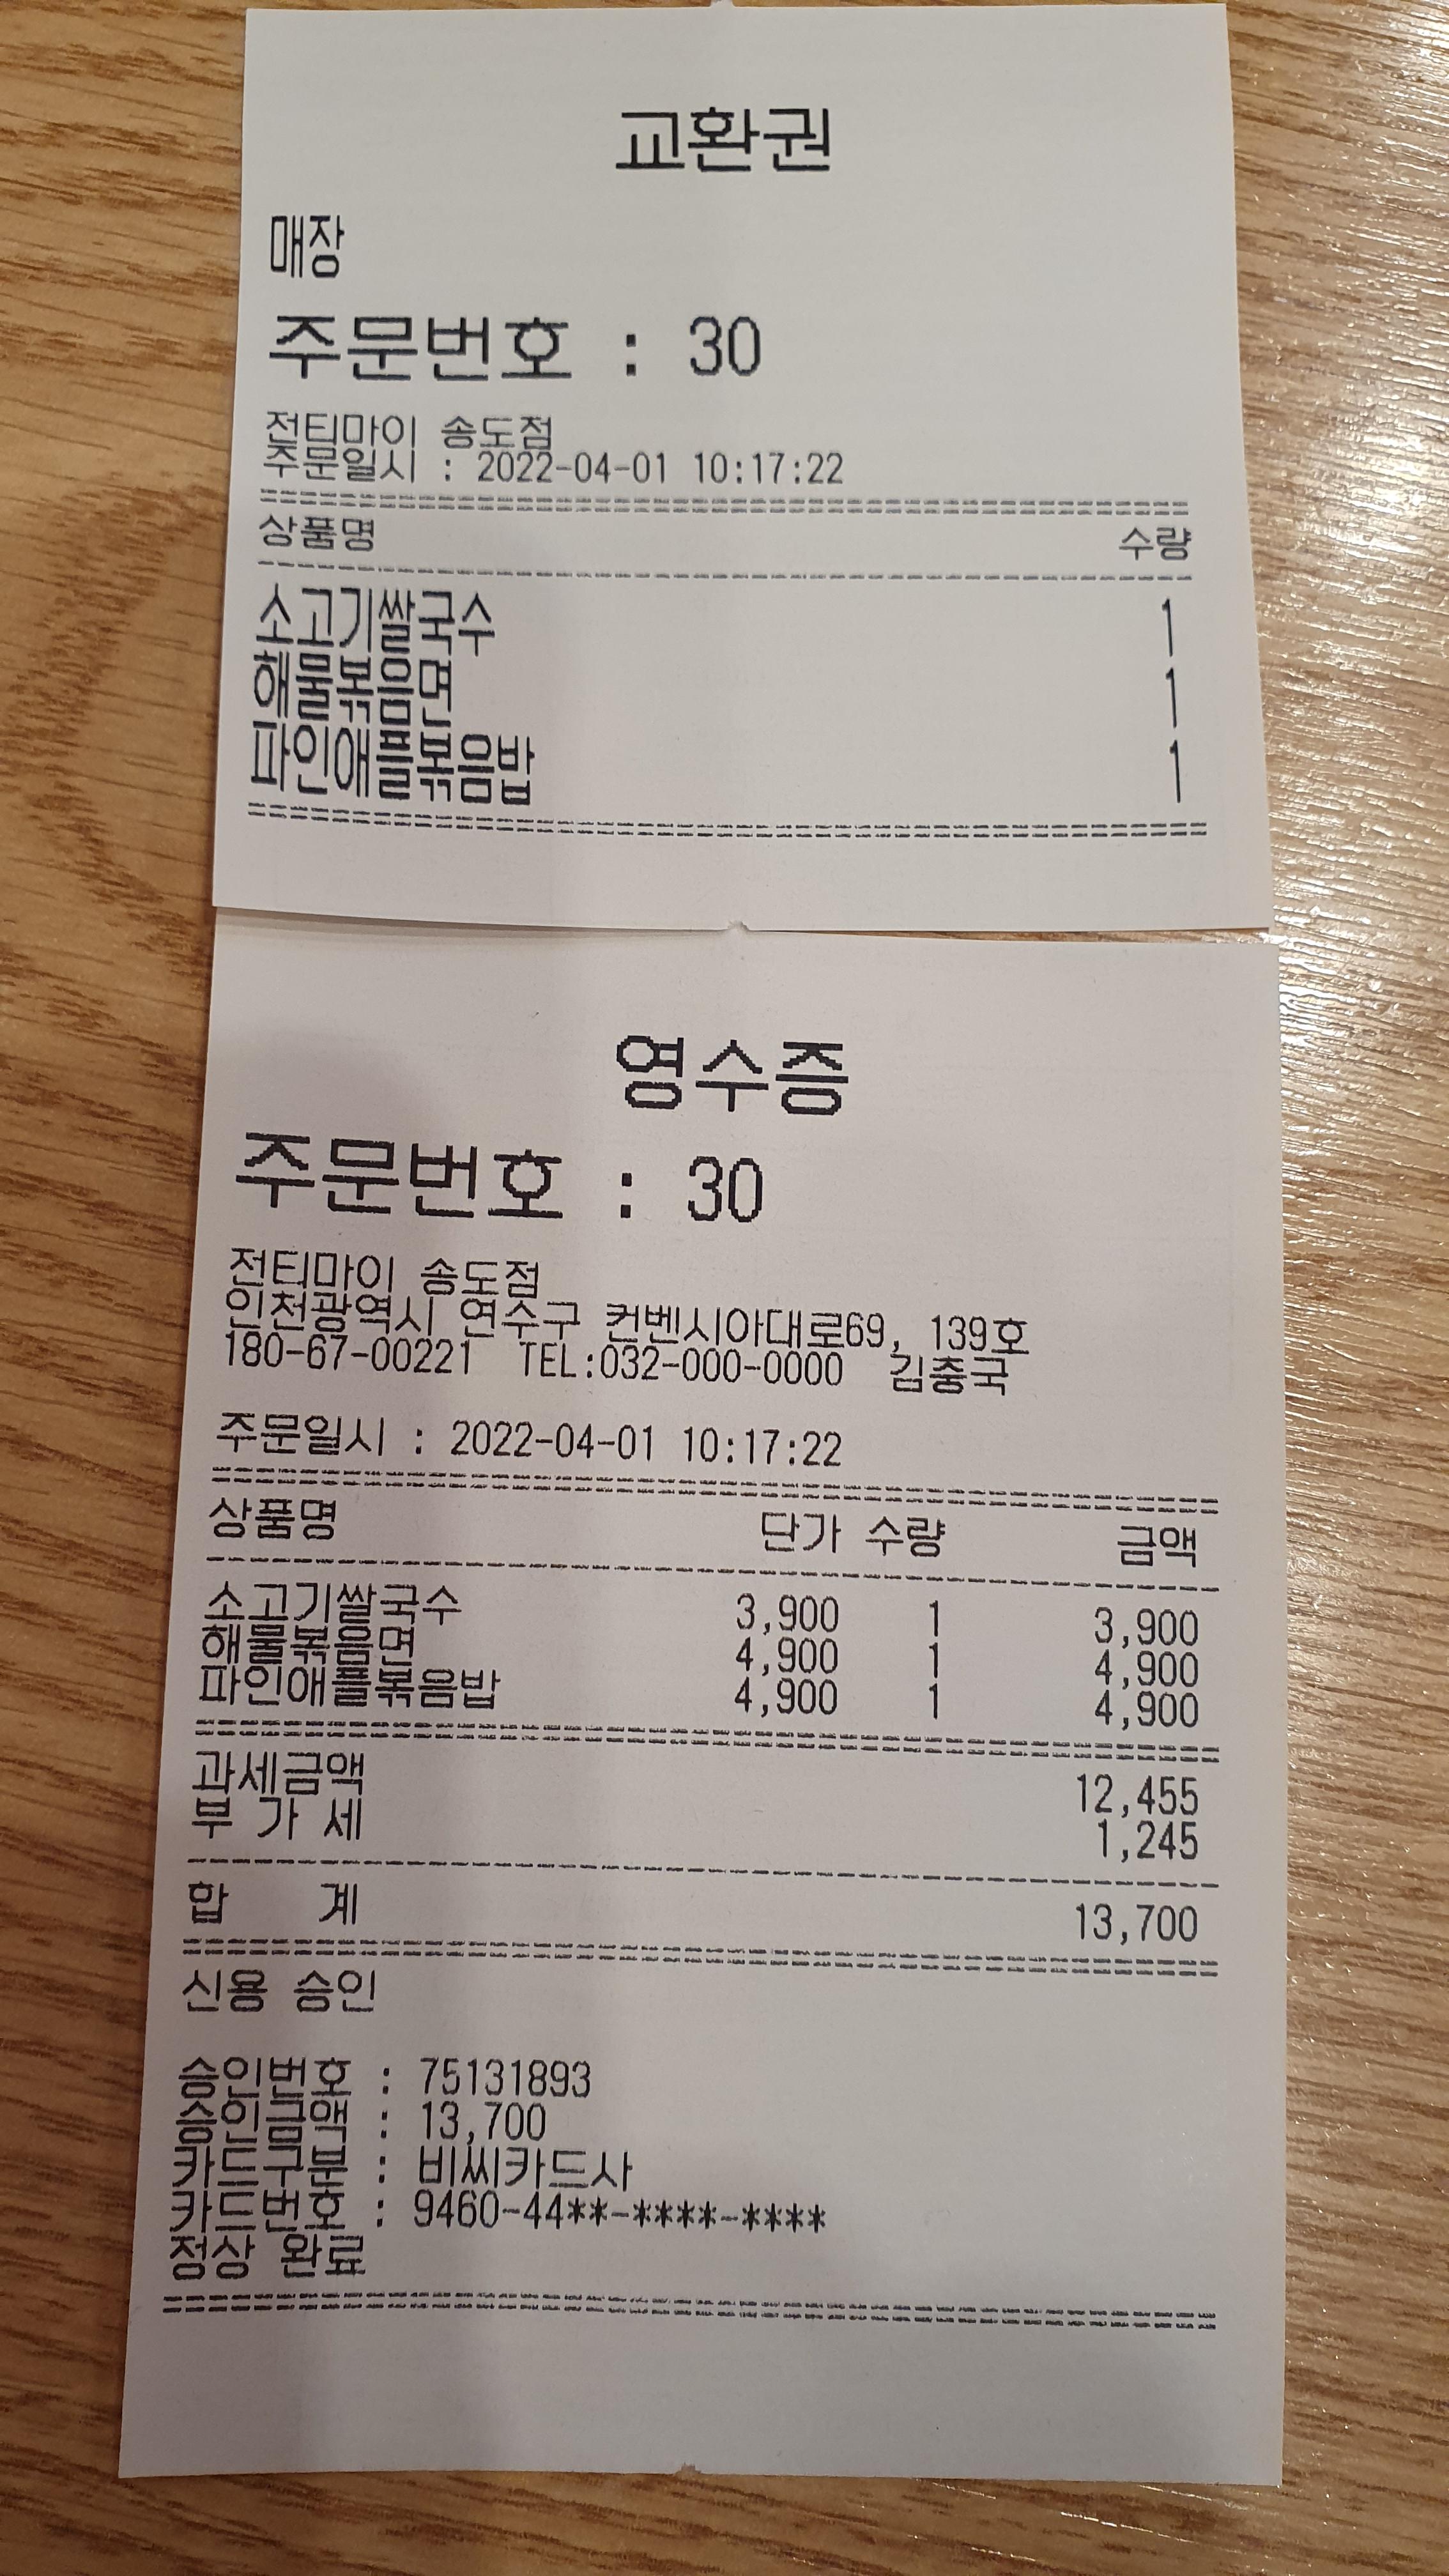 교환권
매장
주문번호 : 30
전티마이 송도점
주문일시 : 2022-04-01 10:17:22
상품명 수량
소고기쌀국수 1
해물볶음면 1
파인애플볶음밥 1
영수증
주문번호 : 30
전티마이 송도점
인천광역시 연수구 컨벤시아대로69, 139호
180-67-00221 TEL:032-000-0000 김충국
주문일시 : 2022-04-01 10:17:22
상품명 단가 수량 금액
소고기쌀국수 3,900 1 3,900
해물볶음면 4,900 1 4,900
파인애플볶음밥 4,900 1 4,900
과세금액 12,455
부 가 세 1,245
합 계 13,700
신용 승인
승인번호 : 75131893
승인금액 : 13,700
카드구분 : 비씨카드사
카드번호 : 9460-44**-****-****
정상 완료